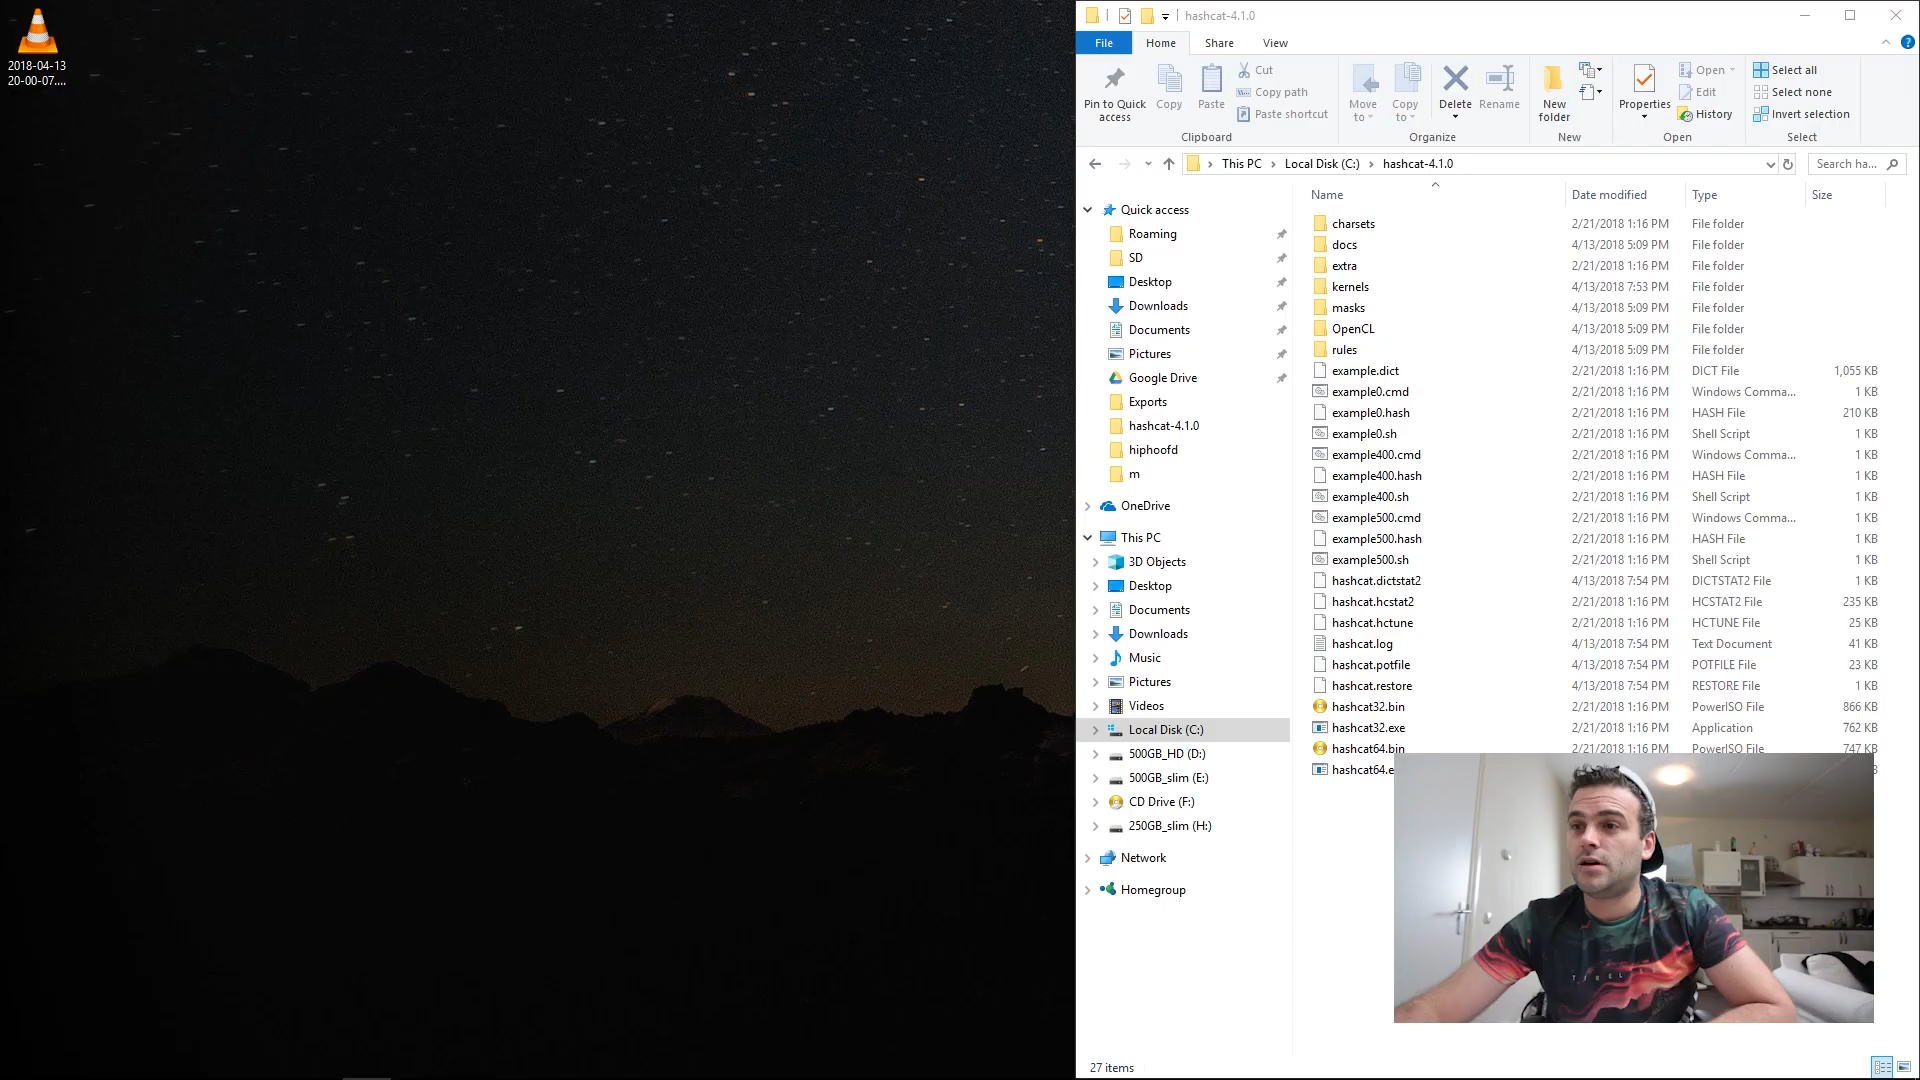 2018-04-13
20-00-07....
hashcat-4.1.0
File
Home
Share
View
Pin to Quick access
Copy
Paste
Cut
Copy path
Paste shortcut
Clipboard
Move to
Copy to
Delete
Rename
Organize
New folder
New
Properties
Open
Edit
History
Open
Select all
Select none
Invert selection
Select
This PC
Local Disk (C:)
hashcat-4.1.0
Search ha...
Quick access
Roaming
SD
Desktop
Downloads
Documents
Pictures
Google Drive
Exports
hashcat-4.1.0
hiphoofd
m
OneDrive
This PC
3D Objects
Desktop
Documents
Downloads
Music
Pictures
Videos
Local Disk (C:)
500GB_HD (D:)
500GB_slim (E:)
CD Drive (F:)
250GB_slim (H:)
Network
Homegroup
Name Date modified Type Size
charsets 2/21/2018 1:16 PM File folder
docs 4/13/2018 5:09 PM File folder
extra 2/21/2018 1:16 PM File folder
kernels 4/13/2018 7:53 PM File folder
masks 4/13/2018 5:09 PM File folder
OpenCL 4/13/2018 5:09 PM File folder
rules 4/13/2018 5:09 PM File folder
example.dict 2/21/2018 1:16 PM DICT File 1,055 KB
example0.cmd 2/21/2018 1:16 PM Windows Comma... 1 KB
example0.hash 2/21/2018 1:16 PM HASH File 210 KB
example0.sh 2/21/2018 1:16 PM Shell Script 1 KB
example400.cmd 2/21/2018 1:16 PM Windows Comma... 1 KB
example400.hash 2/21/2018 1:16 PM HASH File 1 KB
example400.sh 2/21/2018 1:16 PM Shell Script 1 KB
example500.cmd 2/21/2018 1:16 PM Windows Comma... 1 KB
example500.hash 2/21/2018 1:16 PM HASH File 1 KB
example500.sh 2/21/2018 1:16 PM Shell Script 1 KB
hashcat.dictstat2 4/13/2018 7:54 PM DICTSTAT2 File 1 KB
hashcat.hcstat2 2/21/2018 1:16 PM HCSTAT2 File 235 KB
hashcat.hctune 2/21/2018 1:16 PM HCTUNE File 25 KB
hashcat.log 4/13/2018 7:54 PM Text Document 41 KB
hashcat.potfile 4/13/2018 7:54 PM POTFILE File 23 KB
hashcat.restore 4/13/2018 7:54 PM RESTORE File 1 KB
hashcat32.bin 2/21/2018 1:16 PM PowerISO File 866 KB
hashcat32.exe 2/21/2018 1:16 PM Application 762 KB
hashcat64.bin 2/21/2018 1:16 PM PowerISO File 747 KB
hashcat64.e
27 items